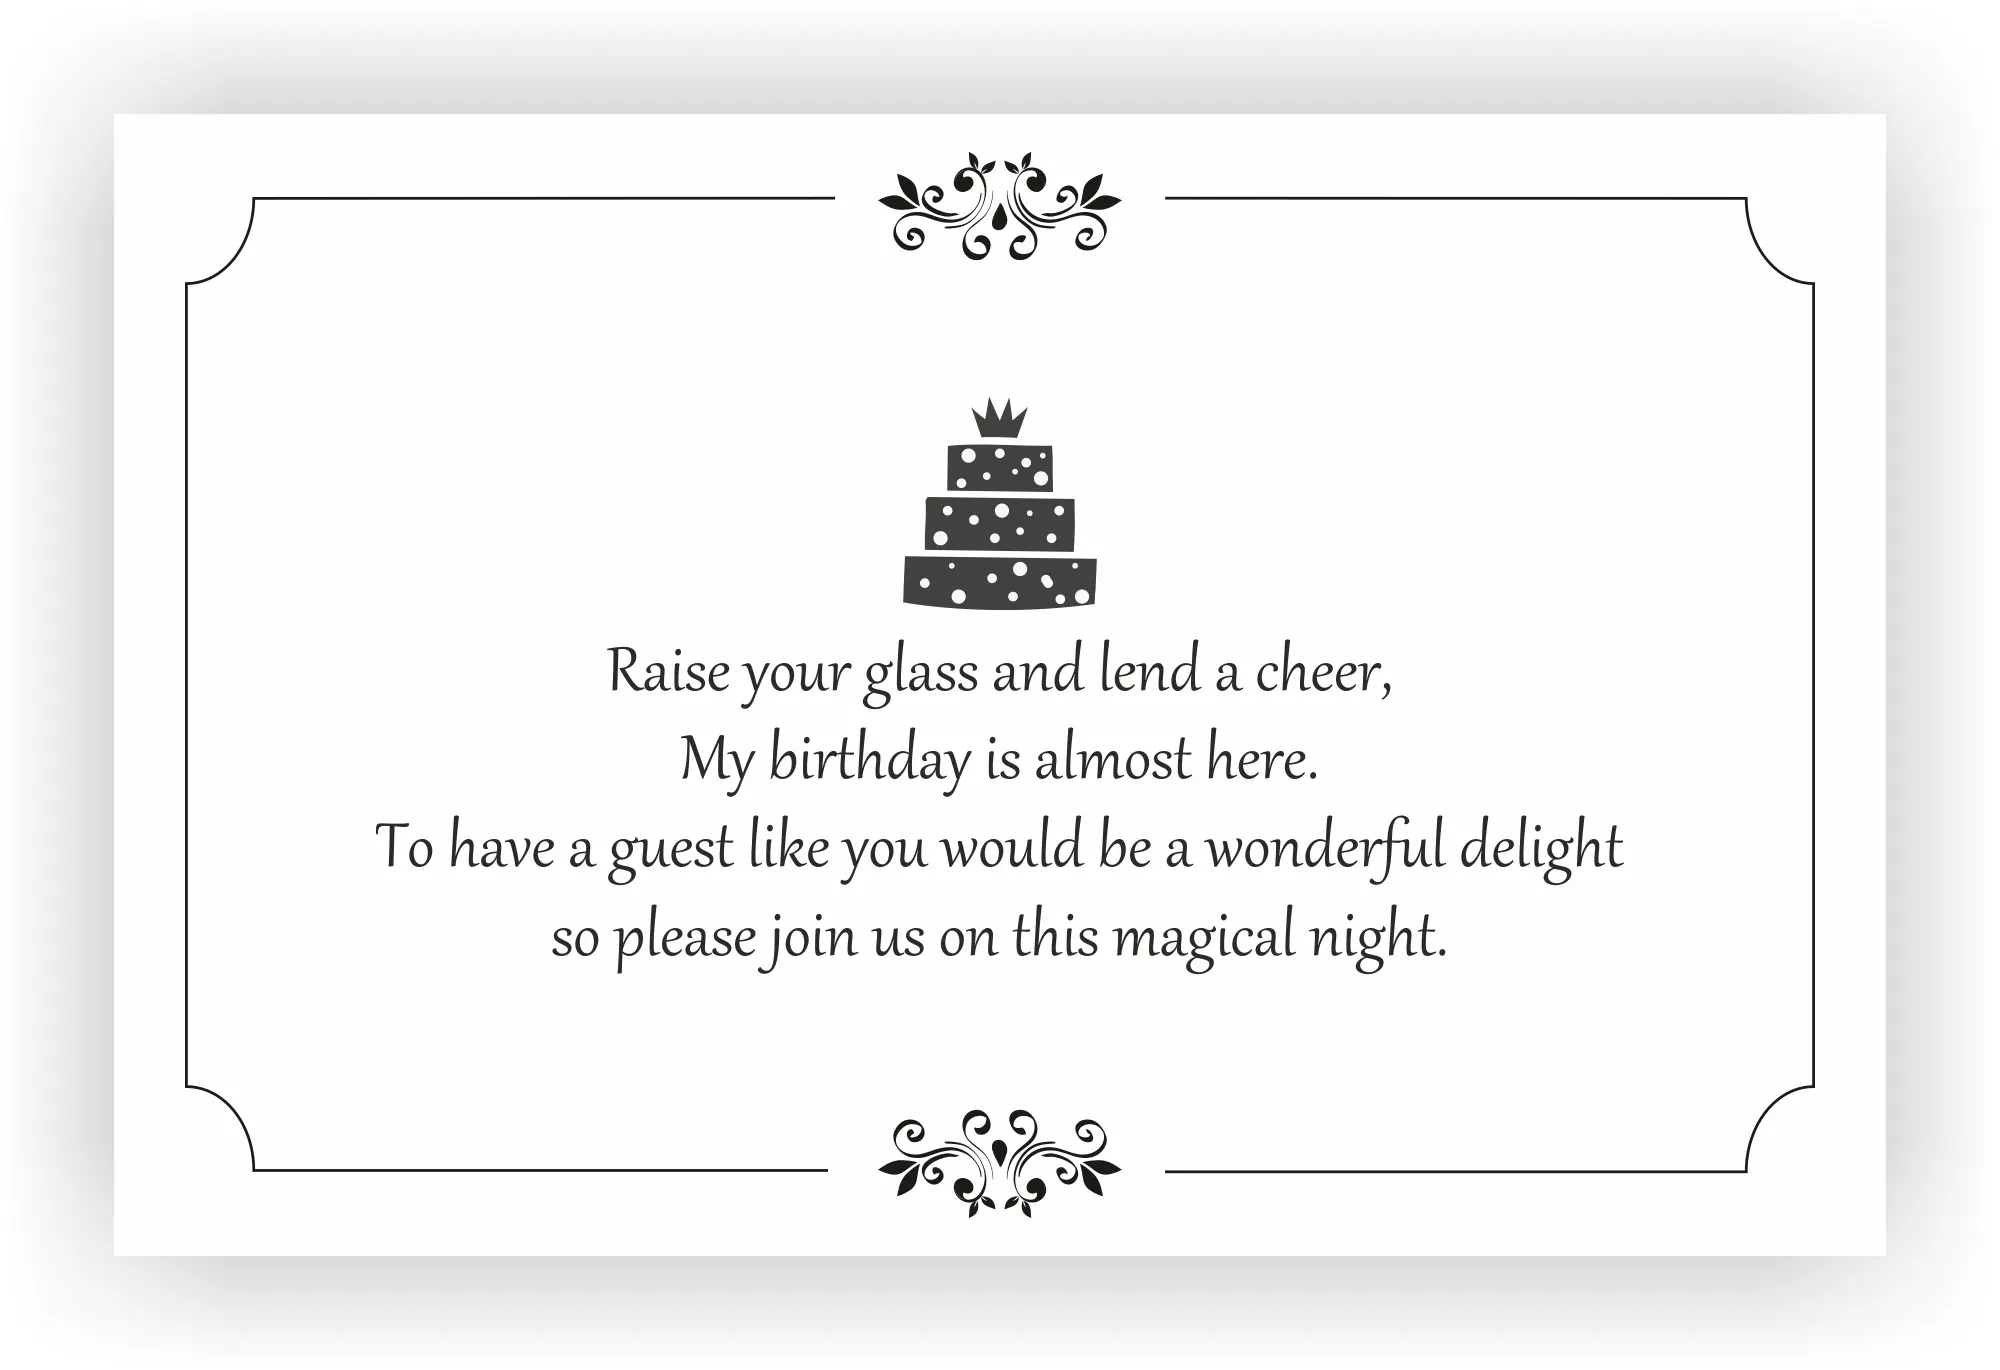 Raise your glass and lend a cheer,
My birthday is almost here.
To have a guest like you would be a wonderful delight
so please join us on this magical night.